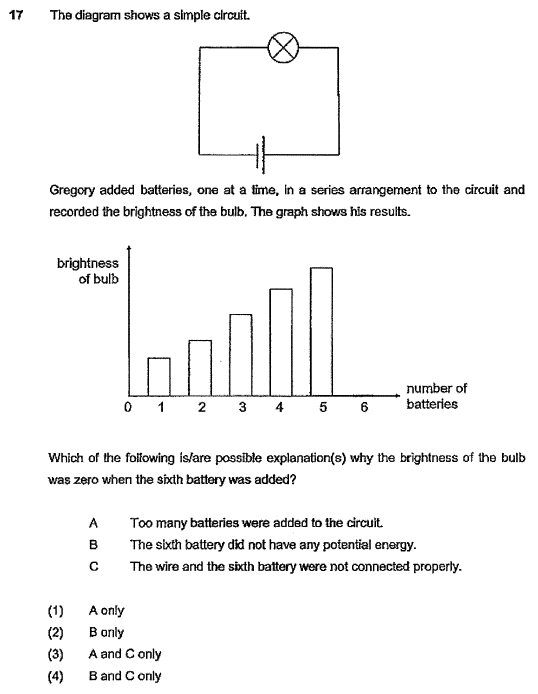 17 The diagram shows a simple circuit.
Gregory added batteries, one at a time, in a series arrangement to the circuit and
recorded the brightness of the bulb. The graph shows his results.
brightness
of bulb
number of
batteries
0 1 2 3 4 5 6
Which of the following is/are possible explanation(s) why the brightness of the bulb
was zero when the sixth battery was added?
A Too many batteries were added to the circuit.
B The sixth battery did not have any potential energy.
C The wire and the sixth battery were not connected properly.
(1) A only
(2) B only
(3) A and C only
(4) B and C only